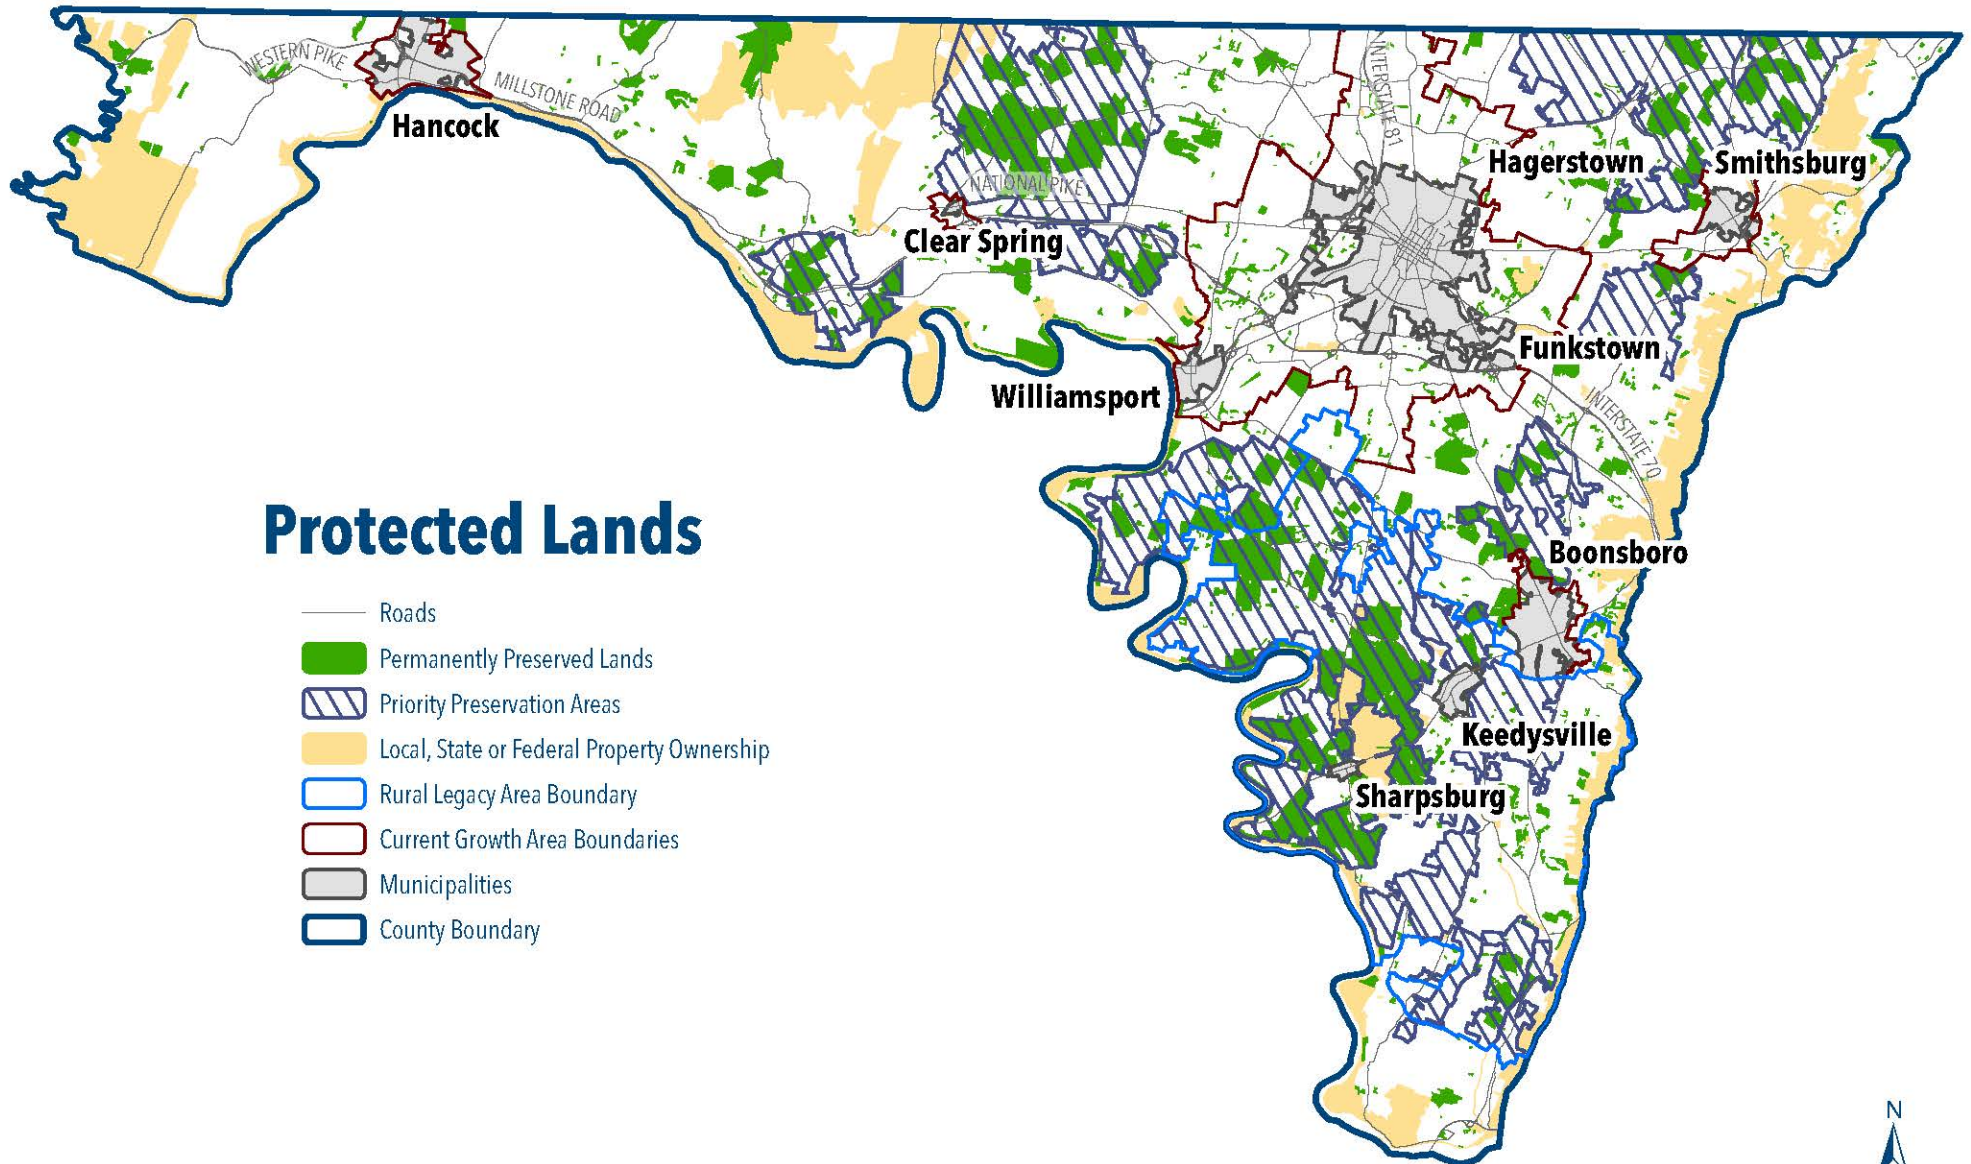 WESTERN PIKE
MILLSTONE ROAD
Hancock
INTERSTATE 81
Hagerstown
Smithsburg
NATIONAL PIKE
Clear Spring
Funkstown
Williamsport
INTERSTATE 70
Protected Lands
Boonsboro
Roads
Permanently Preserved Lands
Priority Preservation Areas
Keedysville
Local, State or Federal Property Ownership
Rural Legacy Area Boundary
Sharpsburg
Current Growth Area Boundaries
Municipalities
County Boundary
N